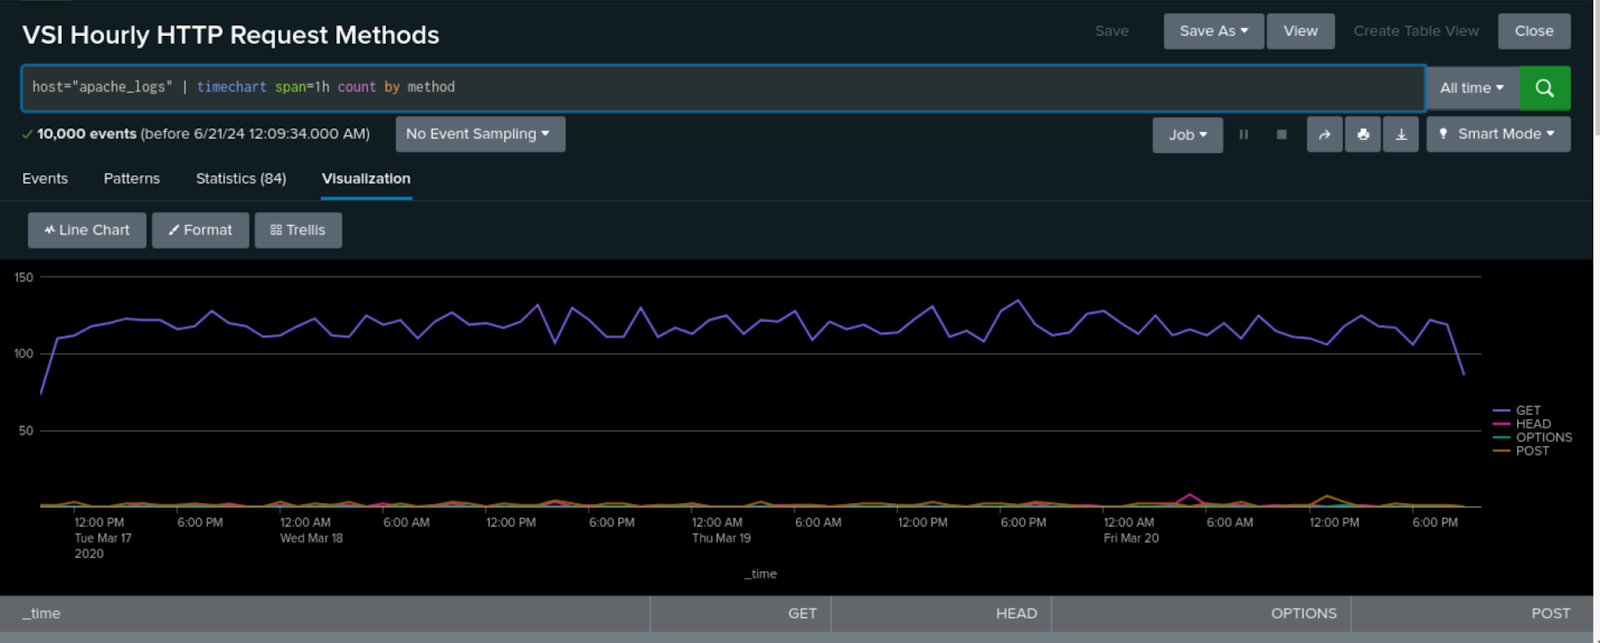 VSI Hourly HTTP Request Methods
Save
Save As
View
Create Table View
Close
host="apache_logs" | timechart span=1h count by method
All time
10,000 events (before 6/21/24 12:09:34.000 AM)
No Event Sampling
Job
Smart Mode
Events
Patterns
Statistics (84)
Visualization
Line Chart
Format
Trellis
150
100
50
GET
HEAD
OPTIONS
POST
12:00 PM
Tue Mar 17
2020
6:00 PM
12:00 AM
Wed Mar 18
6:00 AM
12:00 PM
6:00 PM
12:00 AM
Thu Mar 19
6:00 AM
12:00 PM
6:00 PM
12:00 AM
Fri Mar 20
6:00 AM
12:00 PM
6:00 PM
_time
_time
GET
HEAD
OPTIONS
POST